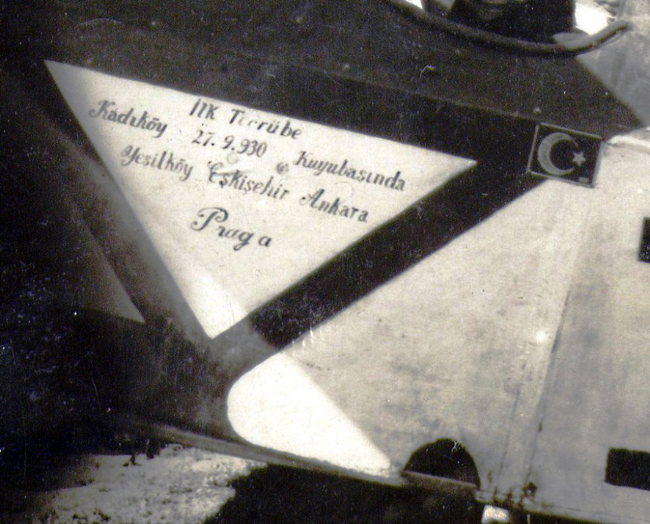 İlk Tecrübe
Kadıköy 27.9.930 Kuyubaşında
Yeşilköy Eskişehir Ankara
Praga